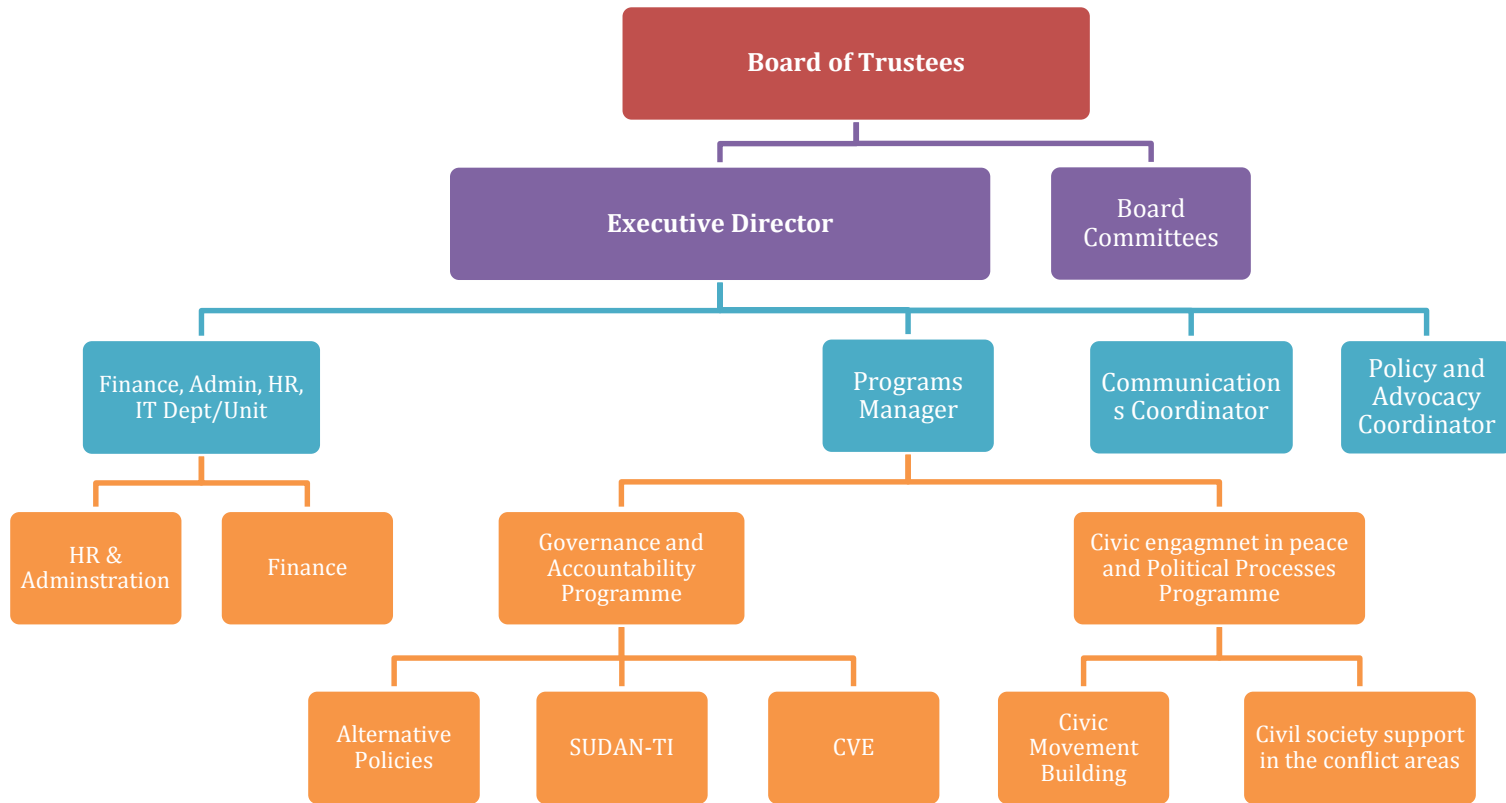 Board of Trustees
Executive Director
Board
Committees
Finance, Admin, HR,
IT Dept/Unit
Programs
Manager
Communication
s Coordinator
Policy and
Advocacy
Coordinator
HR &
Adminstration
Finance
Governance and
Accountability
Programme
Civic engagmnet in peace
and Political Processes
Programme
Alternative
Policies
SUDAN-TI
CVE
Civic
Movement
Building
Civil society support
in the conflict areas